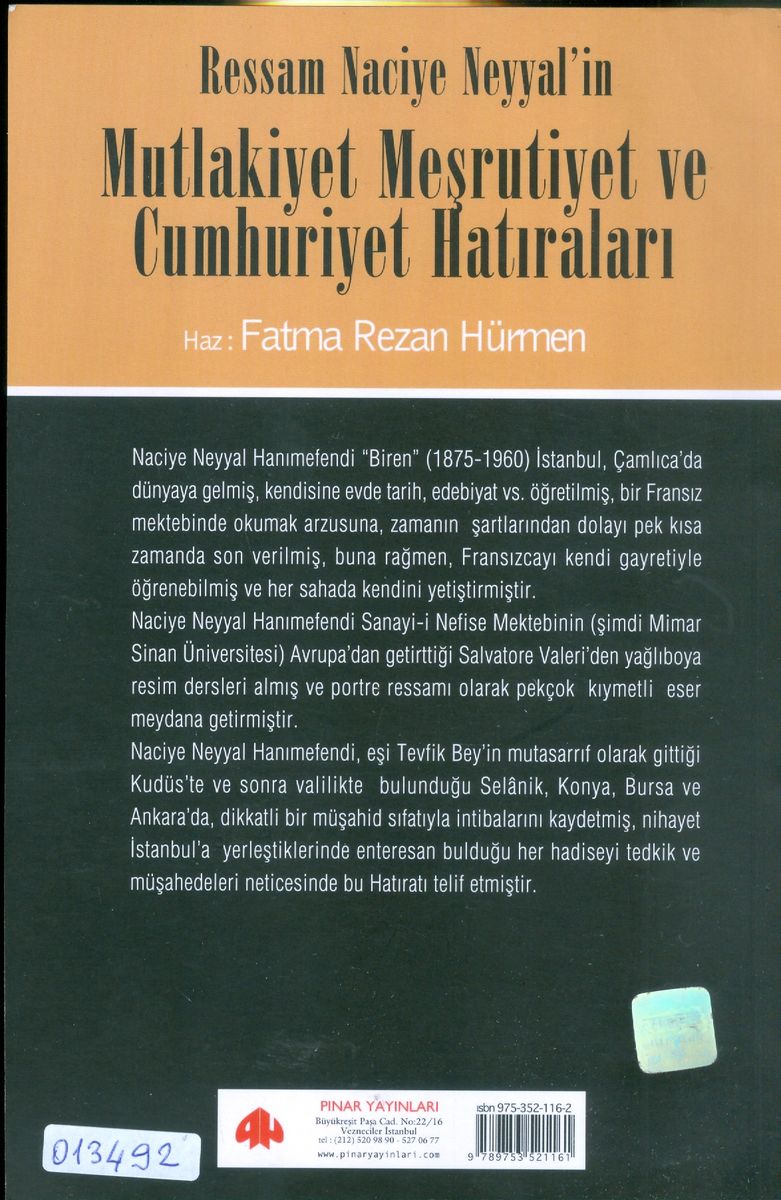 Ressam Naciye Neyyal'in
Mutlakiyet Meşrutiyet ve
Cumhuriyet Hatıraları
Haz : Fatma Rezan Hürmen
Naciye Neyyal Hanımefendi “Biren” (1875-1960) İstanbul, Çamlıca'da
dünyaya gelmiş, kendisine evde tarih, edebiyat vs. öğretilmiş, bir Fransız
mektebinde okumak arzusuna, zamanın şartlarından dolayı pek kısa
zamanda son verilmiş, buna rağmen, Fransızcayı kendi gayretiyle
öğrenebilmiş ve her sahada kendini yetiştirmiştir.
Naciye Neyyal Hanımefendi Sanayi-i Nefise Mektebinin (şimdi Mimar
Sinan Üniversitesi) Avrupa'dan getirttiği Salvatore Valeri'den yağlıboya
resim dersleri almış ve portre ressamı olarak pekçok kıymetli eser
meydana getirmiştir.
Naciye Neyyal Hanımefendi, eşi Tevfik Bey'in mutasarrıf olarak gittiği
Kudüs'te ve sonra valilikte bulunduğu Selânik, Konya, Bursa ve
Ankara'da, dikkatli bir müşahid sıfatıyla intibalarını kaydetmiş, nihayet
İstanbul'a yerleştiklerinde enteresan bulduğu her hadiseyi tedkik ve
müşahedeleri neticesinde bu Hatıratı telif etmiştir.
PINAR YAYINLARI
Büyükreşit Paşa Cad. No:22/16
Vezneciler İstanbul
tel : (212) 520 98 90 - 527 06 77
www.pinaryayinlari.com
isbn 975-352-116-2
9 789753 521161
013492